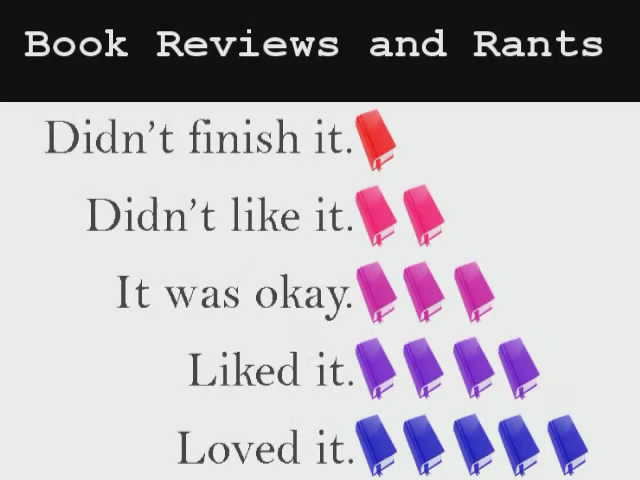 Book Reviews and Rants
Didn't finish it.
Didn't like it.
It was okay.
Liked it.
Loved it.